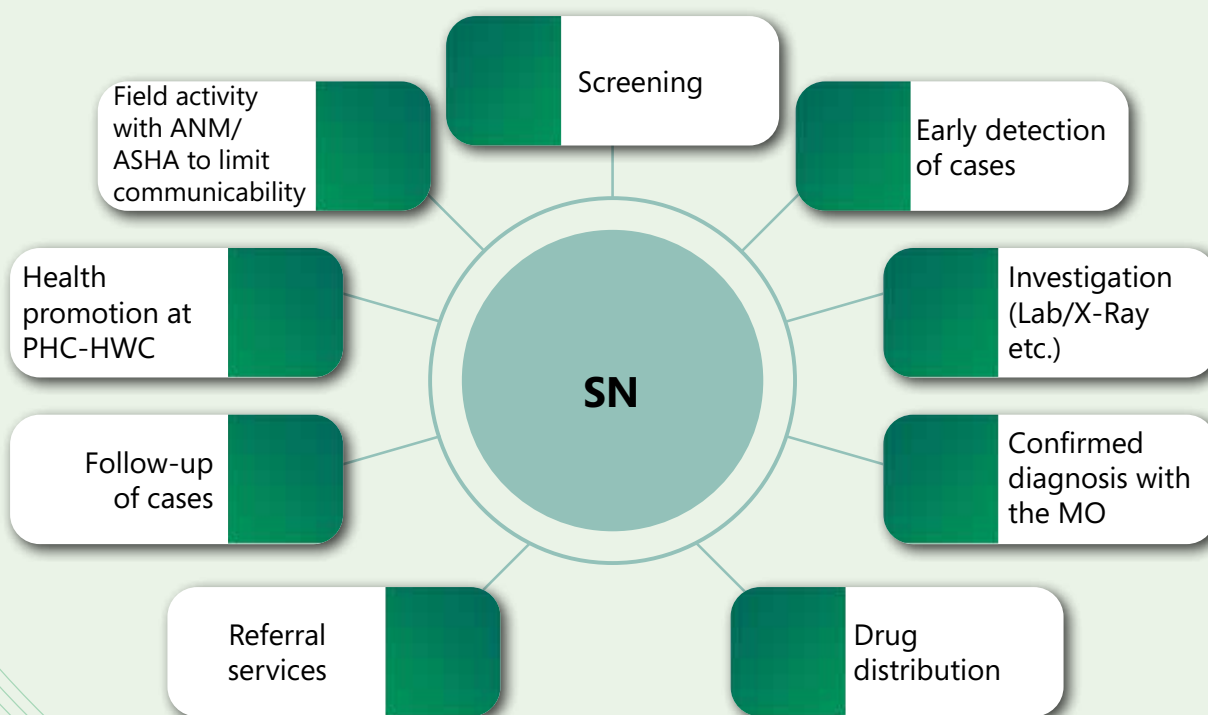 Screening
Early detection
of cases
Investigation
(Lab/X-Ray
etc.)
Confirmed
diagnosis with
the MO
Drug
distribution
Referral
services
Follow-up
of cases
Health
promotion at
PHC-HWC
Field activity
with ANM/
ASHA to limit
communicability
SN